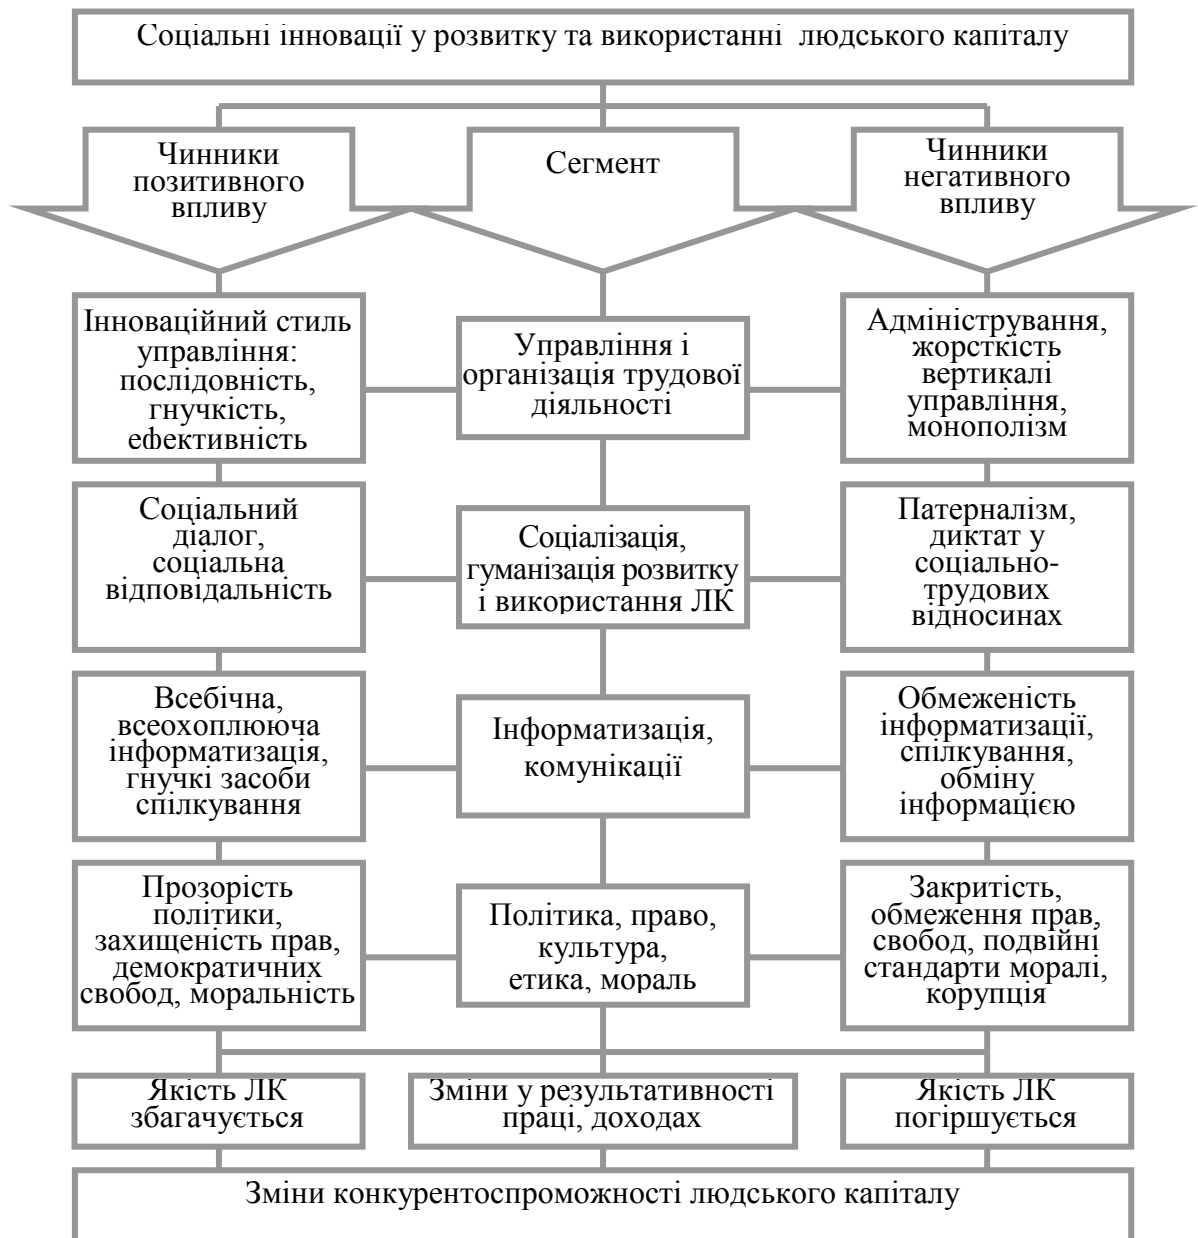 Соціальні інновації у розвитку та використанні людського капіталу
Чинники
позитивного
впливу
Сегмент
Чинники
негативного
впливу
Інноваційний стиль
управління:
послідовність,
гнучкість,
ефективність
Управління і
організація трудової
діяльності
Адміністрування,
жорсткість
вертикалі
управління,
монополізм
Соціальний
діалог,
соціальна
відповідальність
Соціалізація,
гуманізація розвитку
і використання ЛК
Патерналізм,
диктат у
соціально-
трудових
відносинах
Всебічна,
всеохоплююча
інформатизація,
гнучкі засоби
спілкування
Інформатизація,
комунікації
Обмеженість
інформатизації,
спілкування,
обміну
інформацією
Прозорість
політики,
захищеність прав,
демократичних
свобод, моральність
Політика, право,
культура,
етика, мораль
Закритість,
обмеження прав,
свобод, подвійні
стандарти моралі,
корупція
Якість ЛК
збагачується
Зміни у результативності
праці, доходах
Якість ЛК
погіршується
Зміни конкурентоспроможності людського капіталу